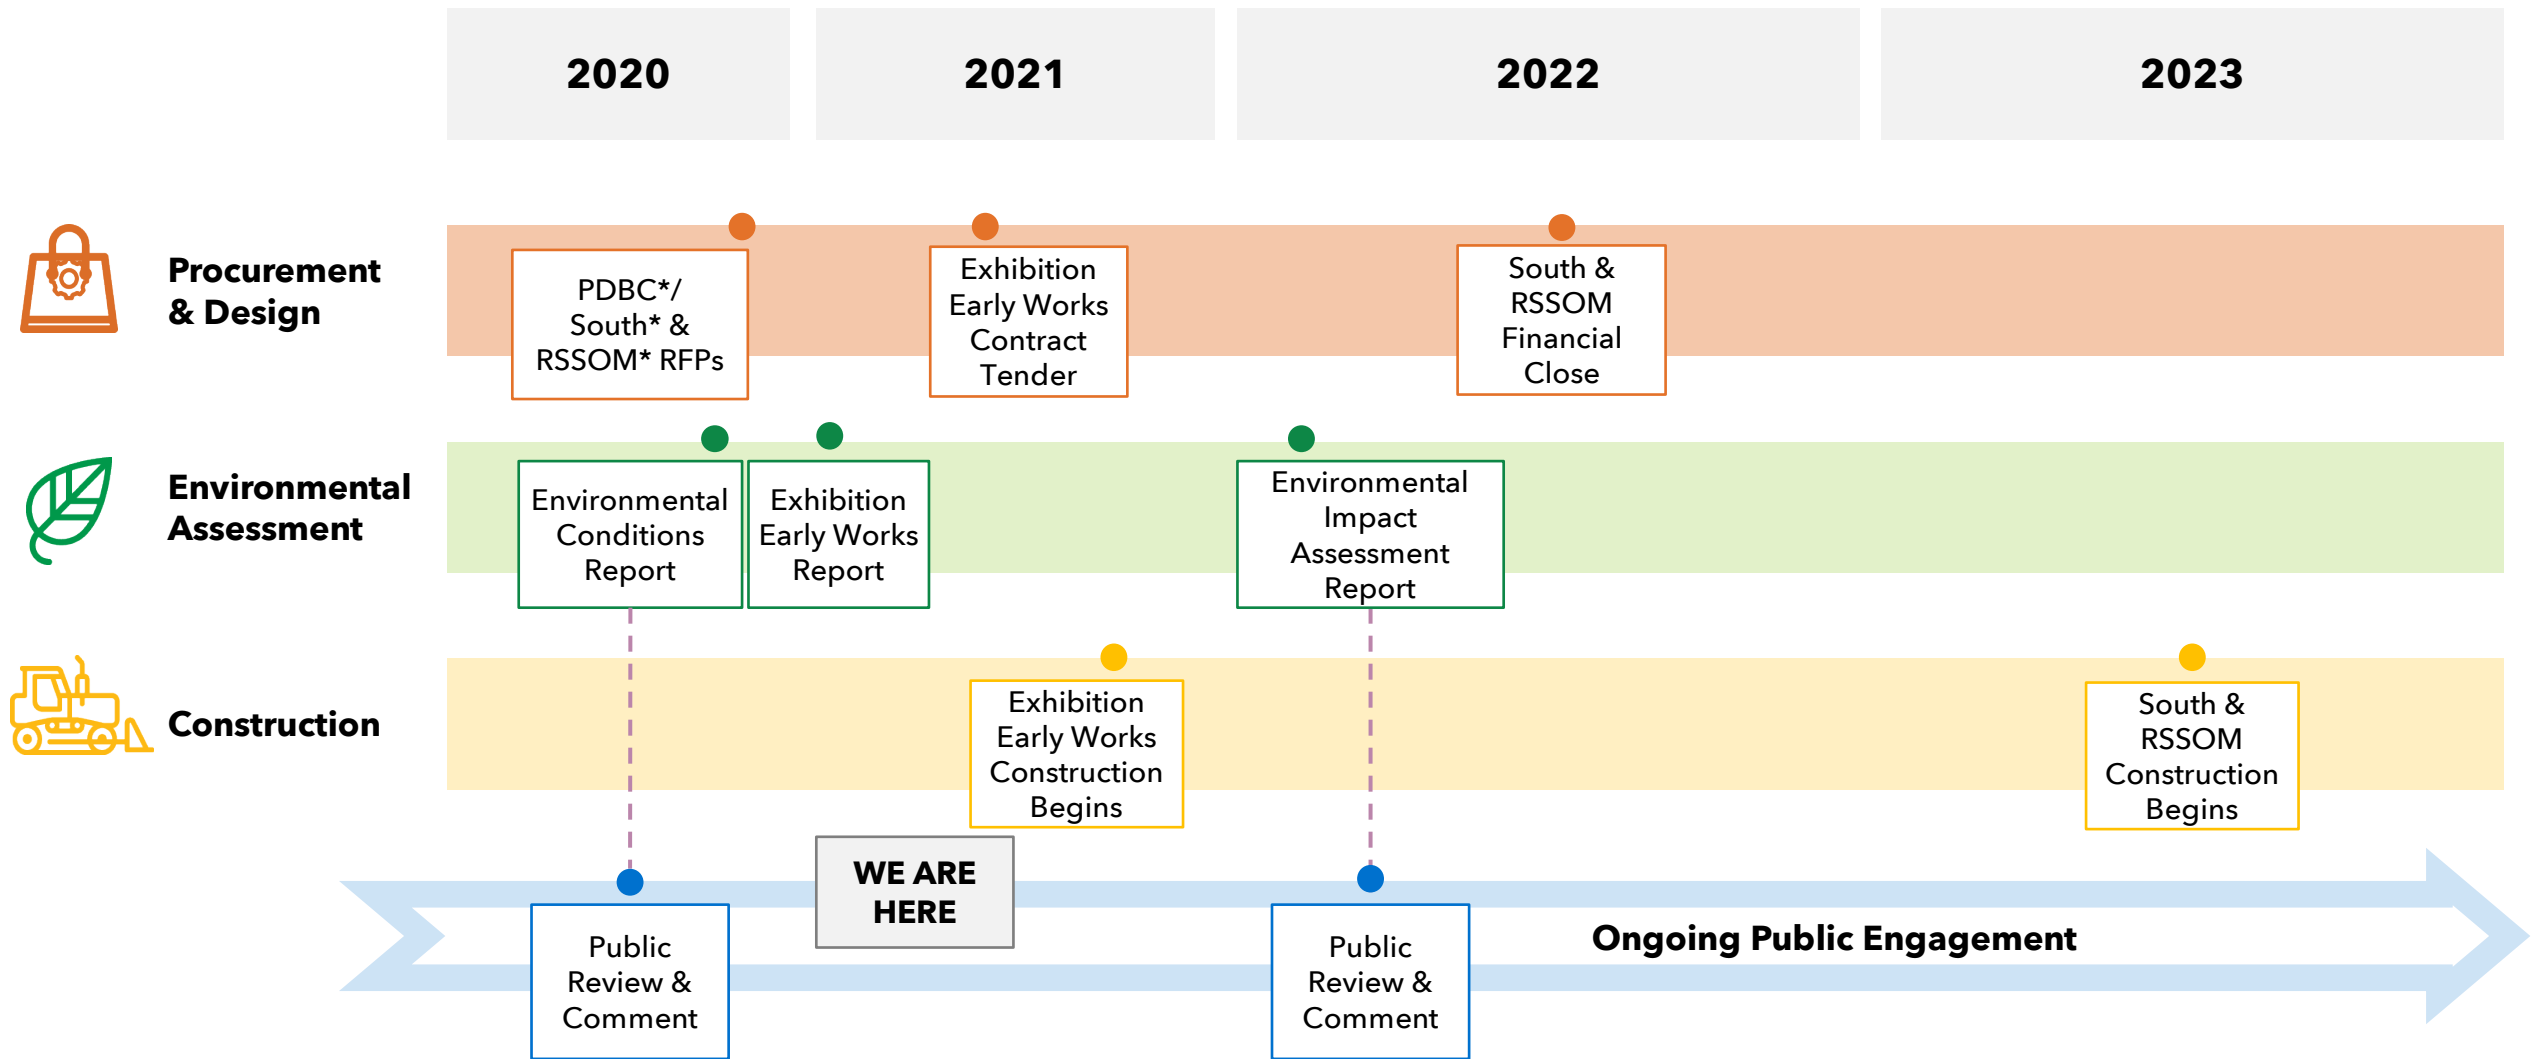 2020
2021
2022
2023
Procurement
& Design
PDBC*/
South* &
RSSOM* RFPs
Exhibition
Early Works
Contract
Tender
South &
RSSOM
Financial
Close
Environmental
Assessment
Environmental
Conditions
Report
Exhibition
Early Works
Report
Environmental
Impact
Assessment
Report
Construction
Exhibition
Early Works
Construction
Begins
South &
RSSOM
Construction
Begins
WE ARE
HERE
Public
Review &
Comment
Public
Review &
Comment
Ongoing Public Engagement